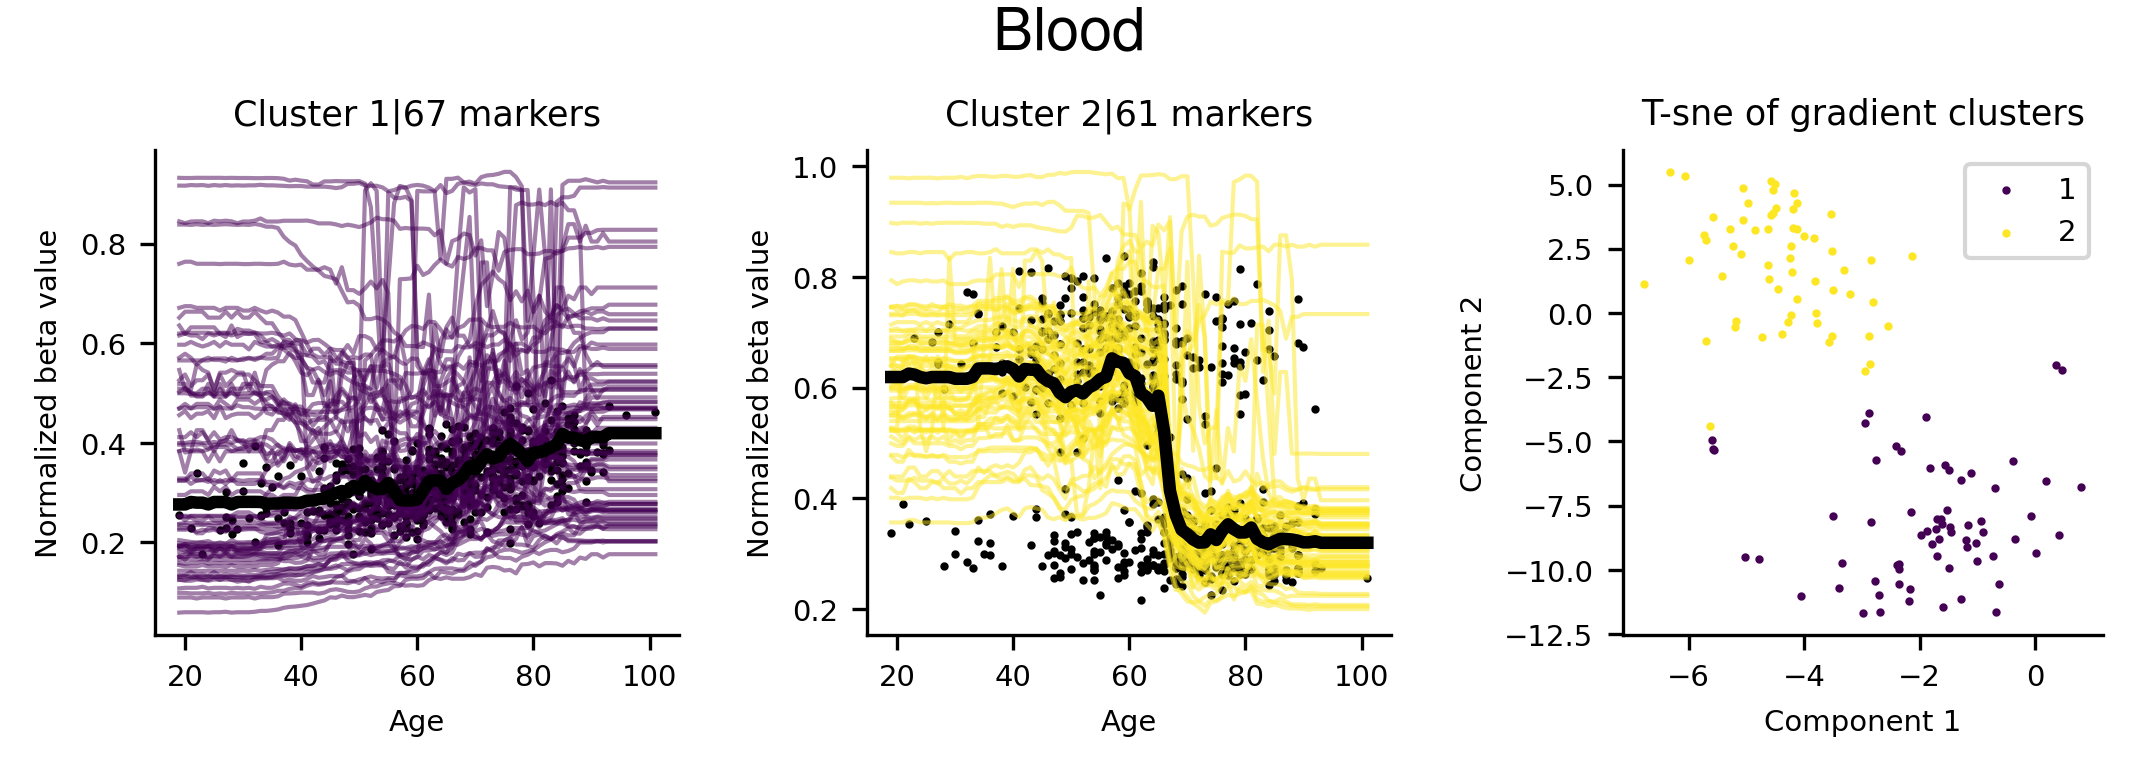 Blood
Cluster 1|67 markers
Normalized beta value
0.8
0.6
0.4
0.2
20 40 60 80 100
Age
Cluster 2|61 markers
Normalized beta value
1.0
0.8
0.6
0.4
0.2
20 40 60 80 100
Age
T-sne of gradient clusters
1
2
Component 2
5.0
2.5
0.0
−2.5
−5.0
−7.5
−10.0
−12.5
−6 −4 −2 0
Component 1